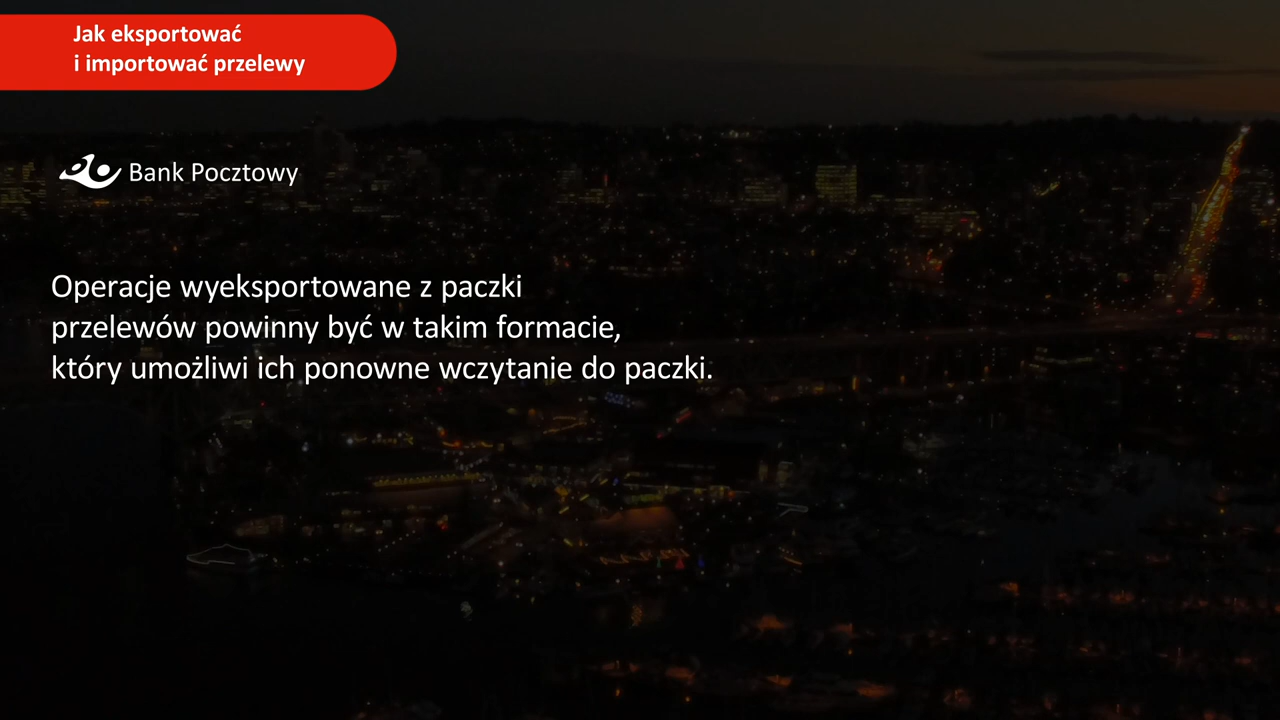 Jak eksportować
i importować przelewy
Bank Pocztowy
Operacje wyeksportowane z paczki
przelewów powinny być w takim formacie,
który umożliwi ich ponowne wczytanie do paczki.